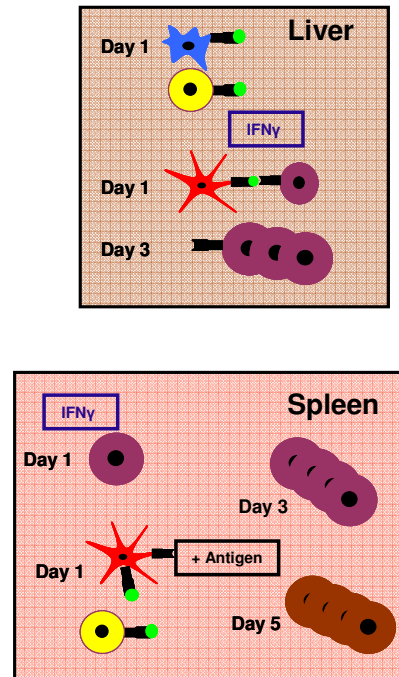 Liver
Day 1
IFNγ
Day 1
Day 3
Spleen
IFNγ
Day 1
Day 3
Day 1
+ Antigen
Day 5